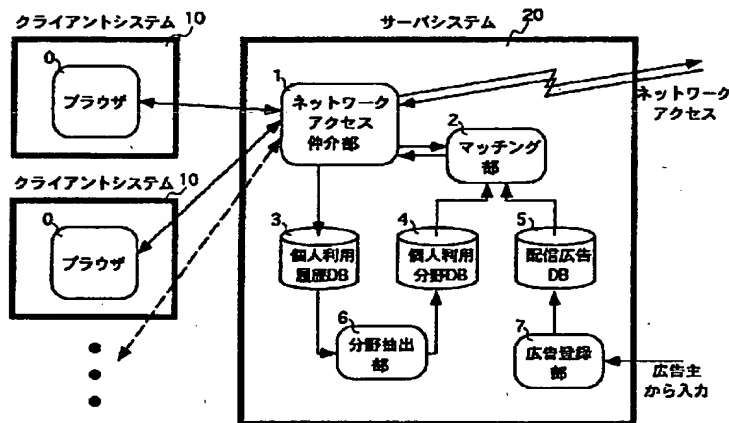 クライアントシステム 10
0
ブラウザ
クライアントシステム 10
0
ブラウザ
サーバシステム 20
1
ネットワーク
アクセス
仲介部
ネットワーク
アクセス
2
マッチング
部
3
個人利用
履歴DB
4
個人利用
分野DB
5
配信広告
DB
6
分野抽出
部
7
広告登録
部
広告主
から入力